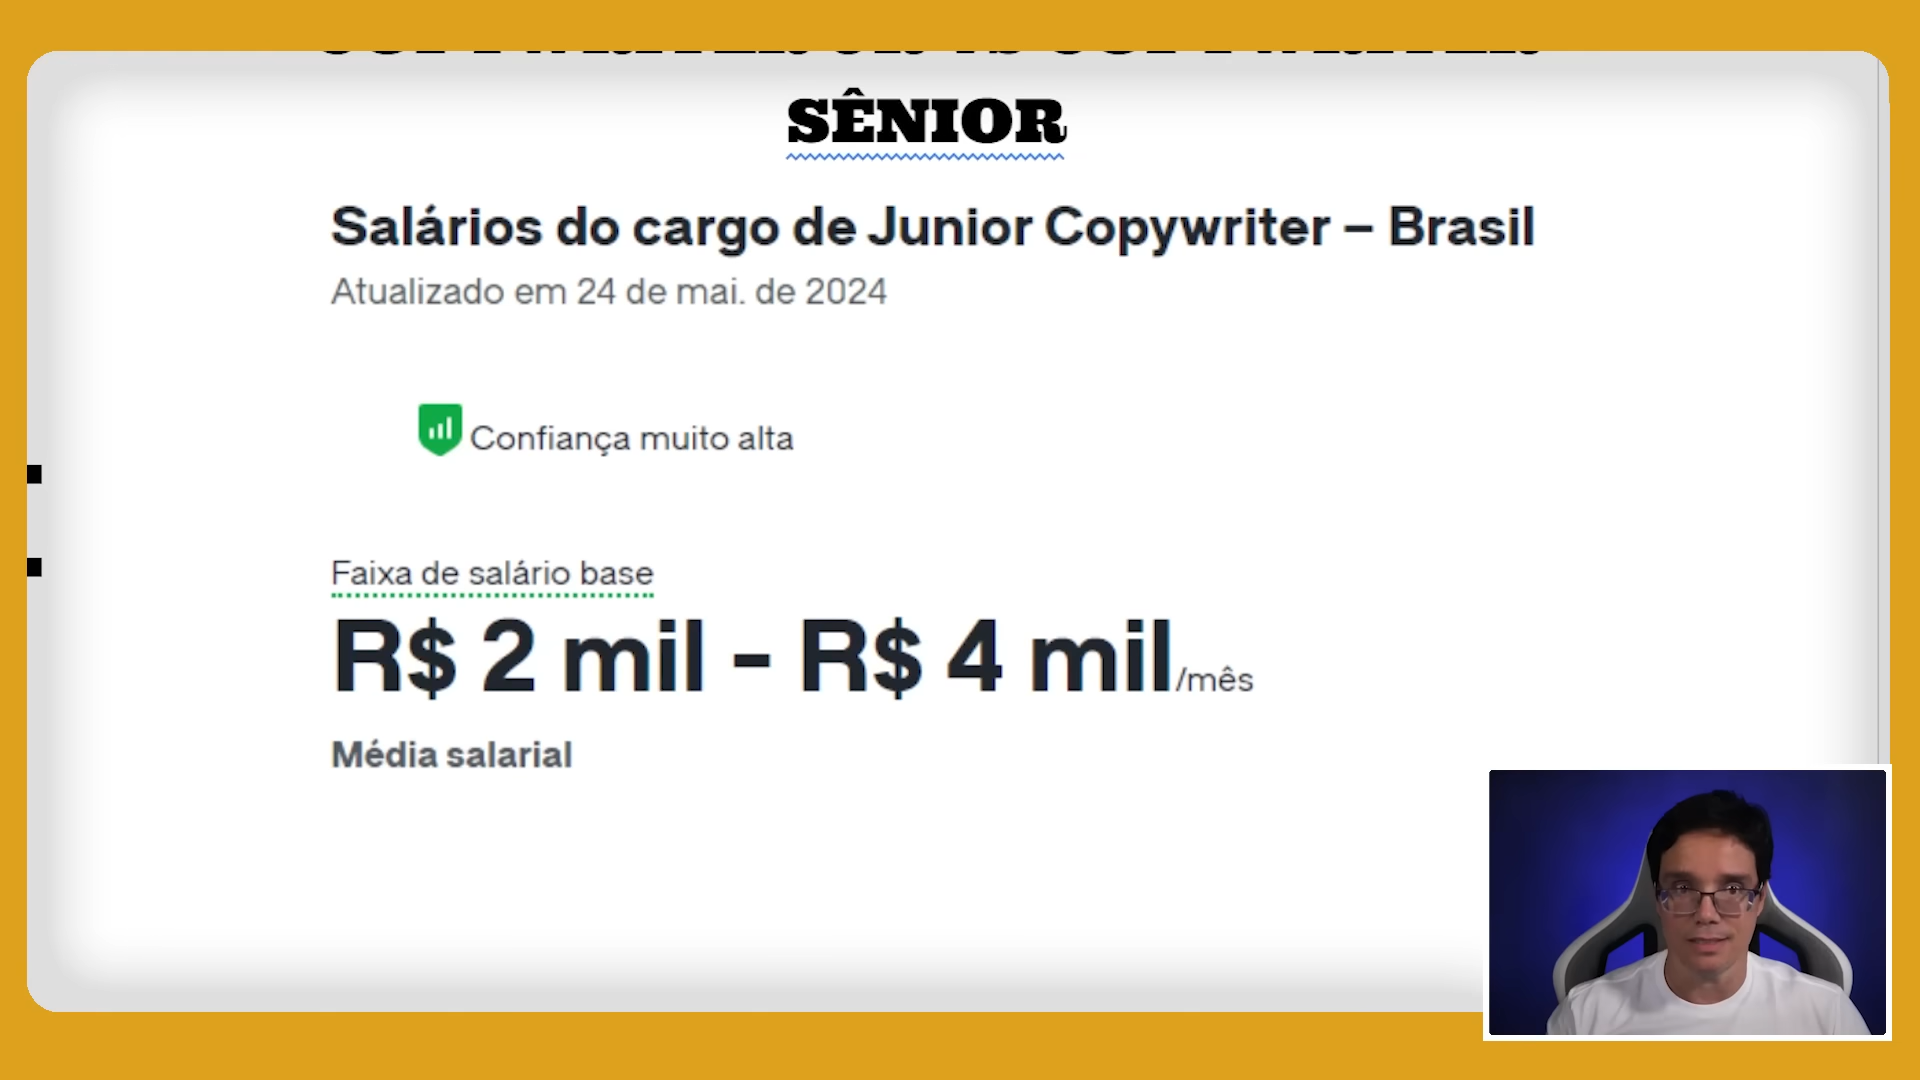 SÊNIOR
Salários do cargo de Junior Copywriter – Brasil
Atualizado em 24 de mai. de 2024
Confiança muito alta
Faixa de salário base
R$ 2 mil - R$ 4 mil/mês
Média salarial